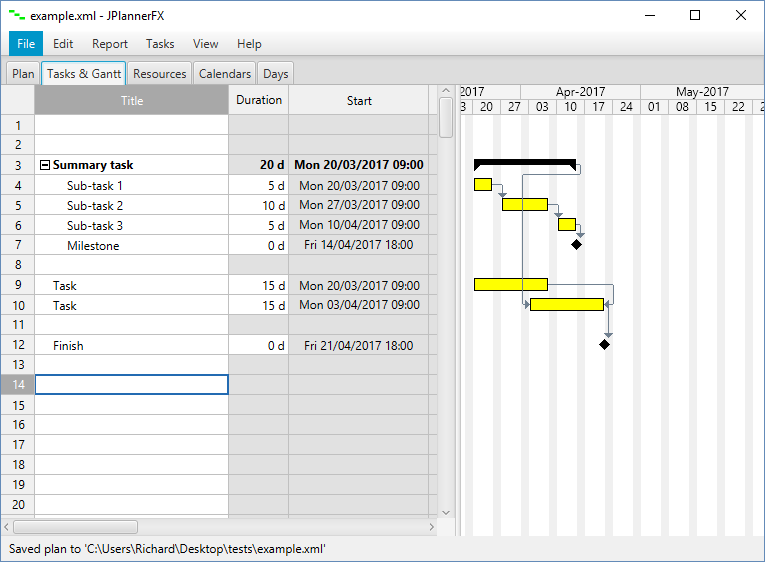 example.xml - JPlannerFX
File Edit Report Tasks View Help
Plan Tasks & Gantt Resources Calendars Days
Title Duration Start 2017 Apr-2017 May-2017
3 20 27 03 10 17 24 01 08 15 22 2
1
2
3 Summary task 20 d Mon 20/03/2017 09:00
4 Sub-task 1 5 d Mon 20/03/2017 09:00
5 Sub-task 2 10 d Mon 27/03/2017 09:00
6 Sub-task 3 5 d Mon 10/04/2017 09:00
7 Milestone 0 d Fri 14/04/2017 18:00
8
9 Task 15 d Mon 20/03/2017 09:00
10 Task 15 d Mon 03/04/2017 09:00
11
12 Finish 0 d Fri 21/04/2017 18:00
13
14
15
16
17
18
19
20
Saved plan to 'C:\Users\Richard\Desktop\tests\example.xml'